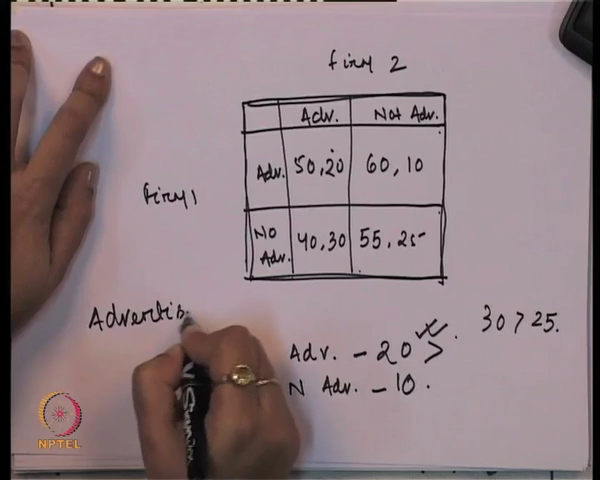 Firm 2
Adv. Not Adv.
Adv. 50,20 60,10
Firm 1
No Adv. 40,30 55,25
Advertis
Adv. - 20 > ✓✓. 30 > 25.
N Adv. - 10.
NPTEL